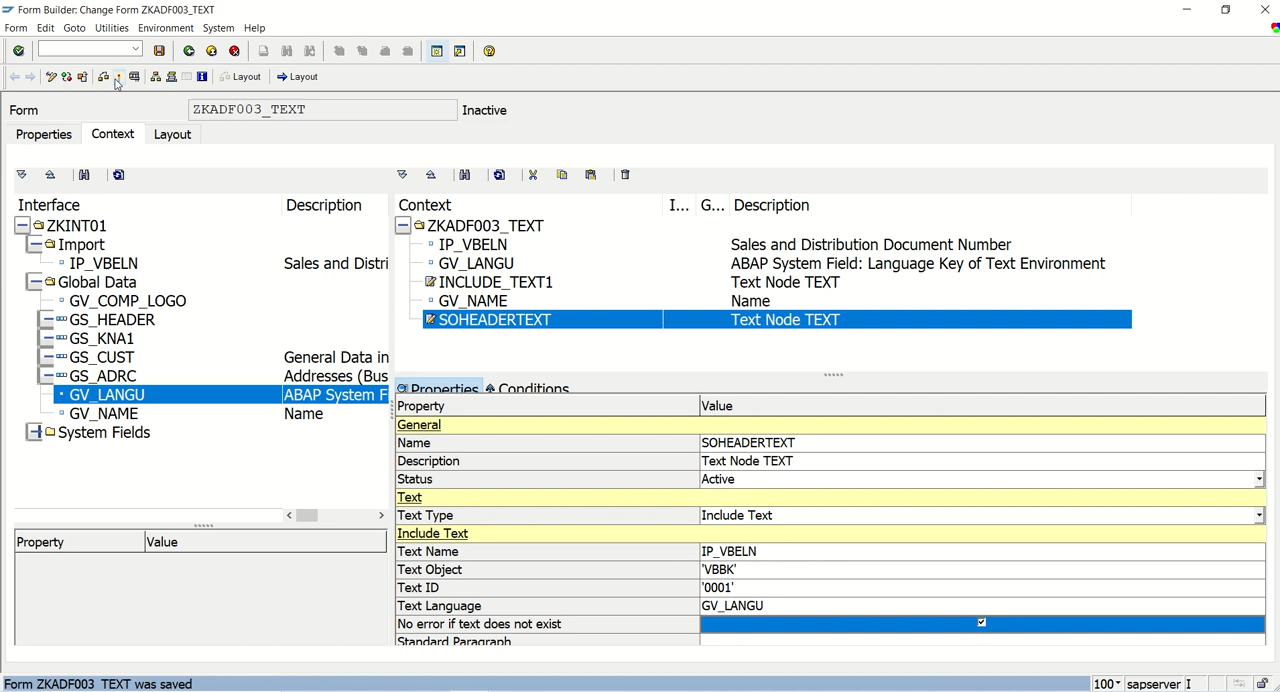 Form Builder: Change Form ZKADF003_TEXT
Form Edit Goto Utilities Environment System Help
Layout Layout
Form ZKADF003_TEXT Inactive
Properties Context Layout
Interface Description
ZKINT01
Import
IP_VBELN Sales and Distri
Global Data
GV_COMP_LOGO
GS_HEADER
GS_KNA1
GS_CUST General Data in
GS_ADRC Addresses (Bus
GV_LANGU ABAP System F
GV_NAME Name
System Fields
Property Value
Context I... G... Description
ZKADF003_TEXT
IP_VBELN Sales and Distribution Document Number
GV_LANGU ABAP System Field: Language Key of Text Environment
INCLUDE_TEXT1 Text Node TEXT
GV_NAME Name
SOHEADERTEXT Text Node TEXT
Properties Conditions
Property Value
General
Name SOHEADERTEXT
Description Text Node TEXT
Status Active
Text
Text Type Include Text
Include Text
Text Name IP_VBELN
Text Object 'VBBK'
Text ID '0001'
Text Language GV_LANGU
No error if text does not exist
Standard Paragraph
Form ZKADF003_TEXT was saved
100 sapserver I